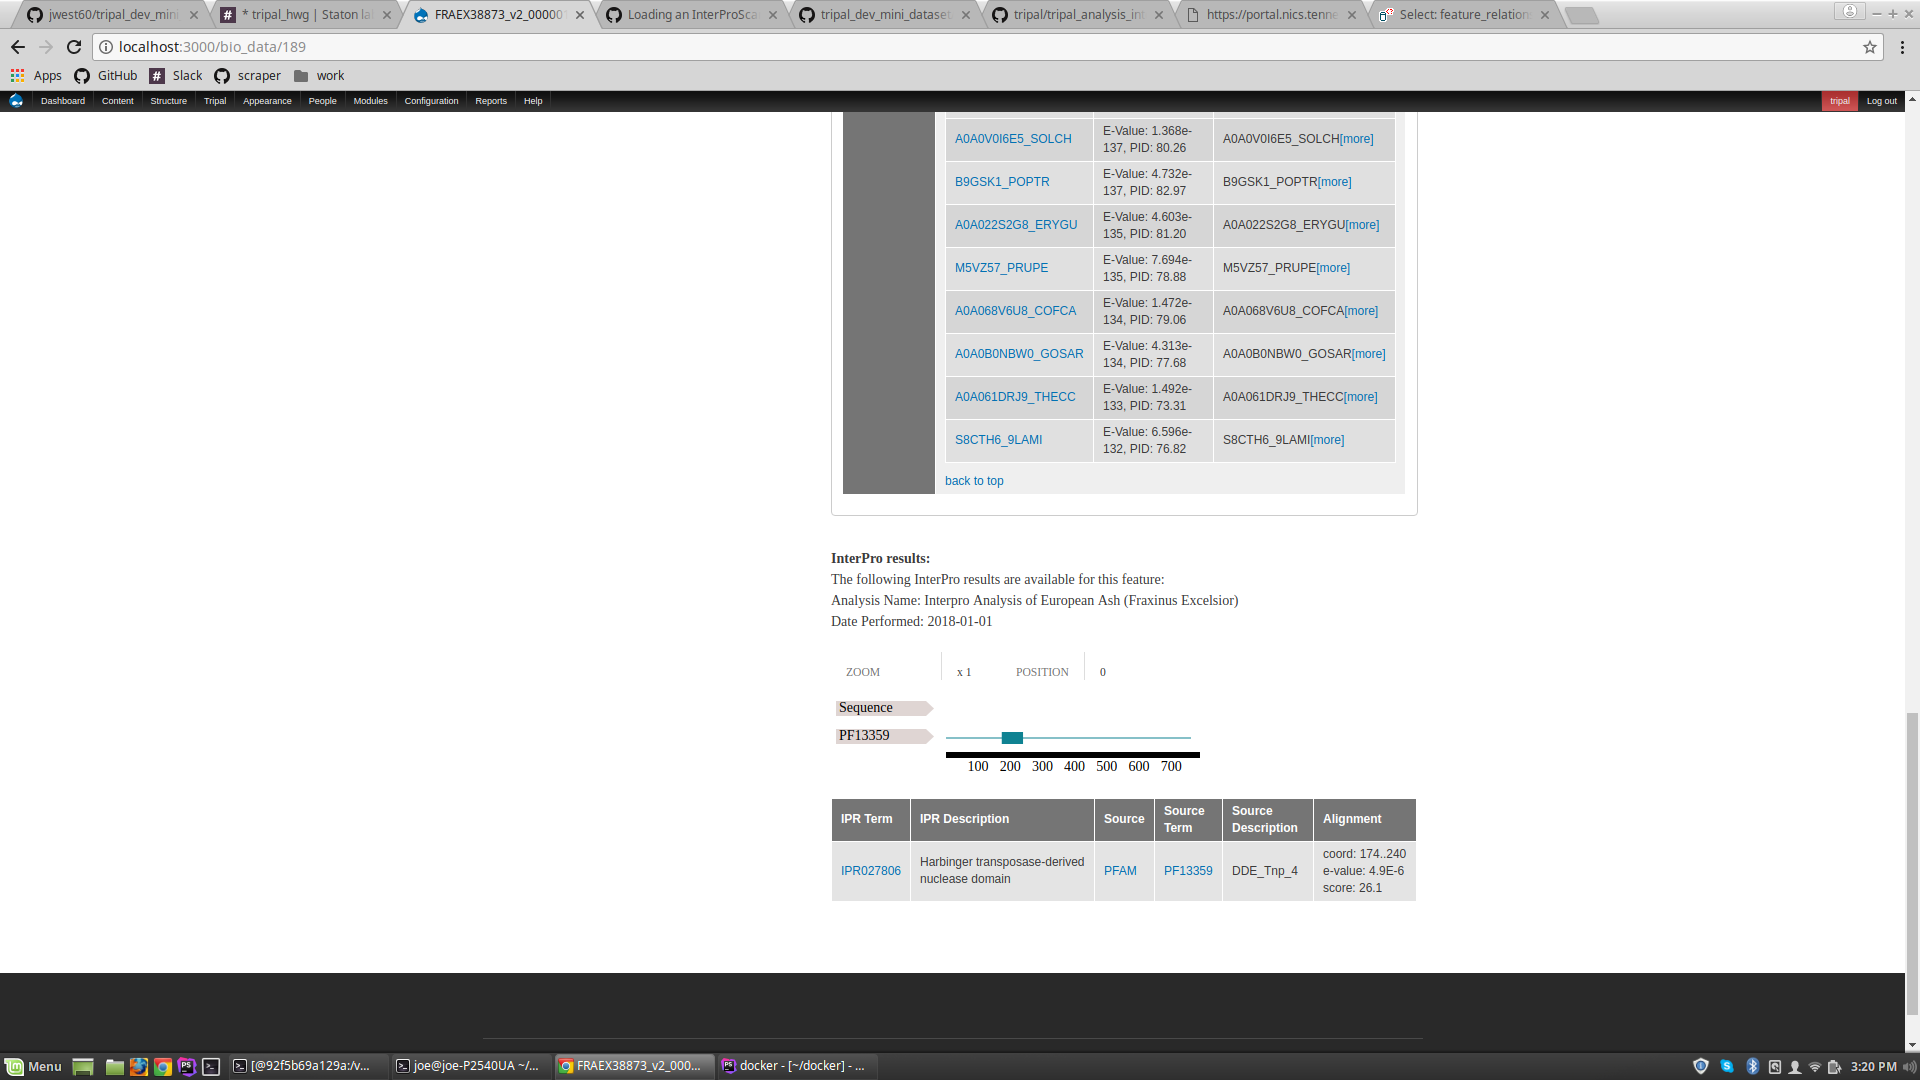 jwest60/tripal_dev_mini
* tripal_hwg | Staton la
FRAEX38873_v2_00000
Loading an InterProSca
tripal_dev_mini_dataset
tripal/tripal_analysis_in
https://portal.nics.tenne
Select: feature_relation
localhost:3000/bio_data/189
Apps GitHub Slack scraper work
Dashboard Content Structure Tripal Appearance People Modules Configuration Reports Help tripal Log out
A0A0V0I6E5_SOLCH E-Value: 1.368e-137, PID: 80.26 A0A0V0I6E5_SOLCH[more]
B9GSK1_POPTR E-Value: 4.732e-137, PID: 82.97 B9GSK1_POPTR[more]
A0A022S2G8_ERYGU E-Value: 4.603e-135, PID: 81.20 A0A022S2G8_ERYGU[more]
M5VZ57_PRUPE E-Value: 7.694e-135, PID: 78.88 M5VZ57_PRUPE[more]
A0A068V6U8_COFCA E-Value: 1.472e-134, PID: 79.06 A0A068V6U8_COFCA[more]
A0A0B0NBW0_GOSAR E-Value: 4.313e-134, PID: 77.68 A0A0B0NBW0_GOSAR[more]
A0A061DRJ9_THECC E-Value: 1.492e-133, PID: 73.31 A0A061DRJ9_THECC[more]
S8CTH6_9LAMI E-Value: 6.596e-132, PID: 76.82 S8CTH6_9LAMI[more]
back to top
InterPro results:
The following InterPro results are available for this feature:
Analysis Name: Interpro Analysis of European Ash (Fraxinus Excelsior)
Date Performed: 2018-01-01
ZOOM x 1 POSITION 0
Sequence
PF13359
100 200 300 400 500 600 700
IPR Term IPR Description Source Source Term Source Description Alignment
IPR027806 Harbinger transposase-derived nuclease domain PFAM PF13359 DDE_Tnp_4 coord: 174..240
e-value: 4.9E-6
score: 26.1
Menu [@92f5b69a129a:/v... joe@joe-P2540UA ~/... FRAEX38873_v2_000... docker - [~/docker] - ... 3:20 PM